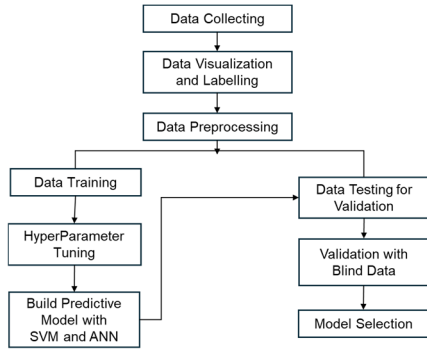 Data Collecting
Data Visualization
and Labelling
Data Preprocessing
Data Training
HyperParameter
Tuning
Build Predictive
Model with
SVM and ANN
Data Testing for
Validation
Validation with
Blind Data
Model Selection